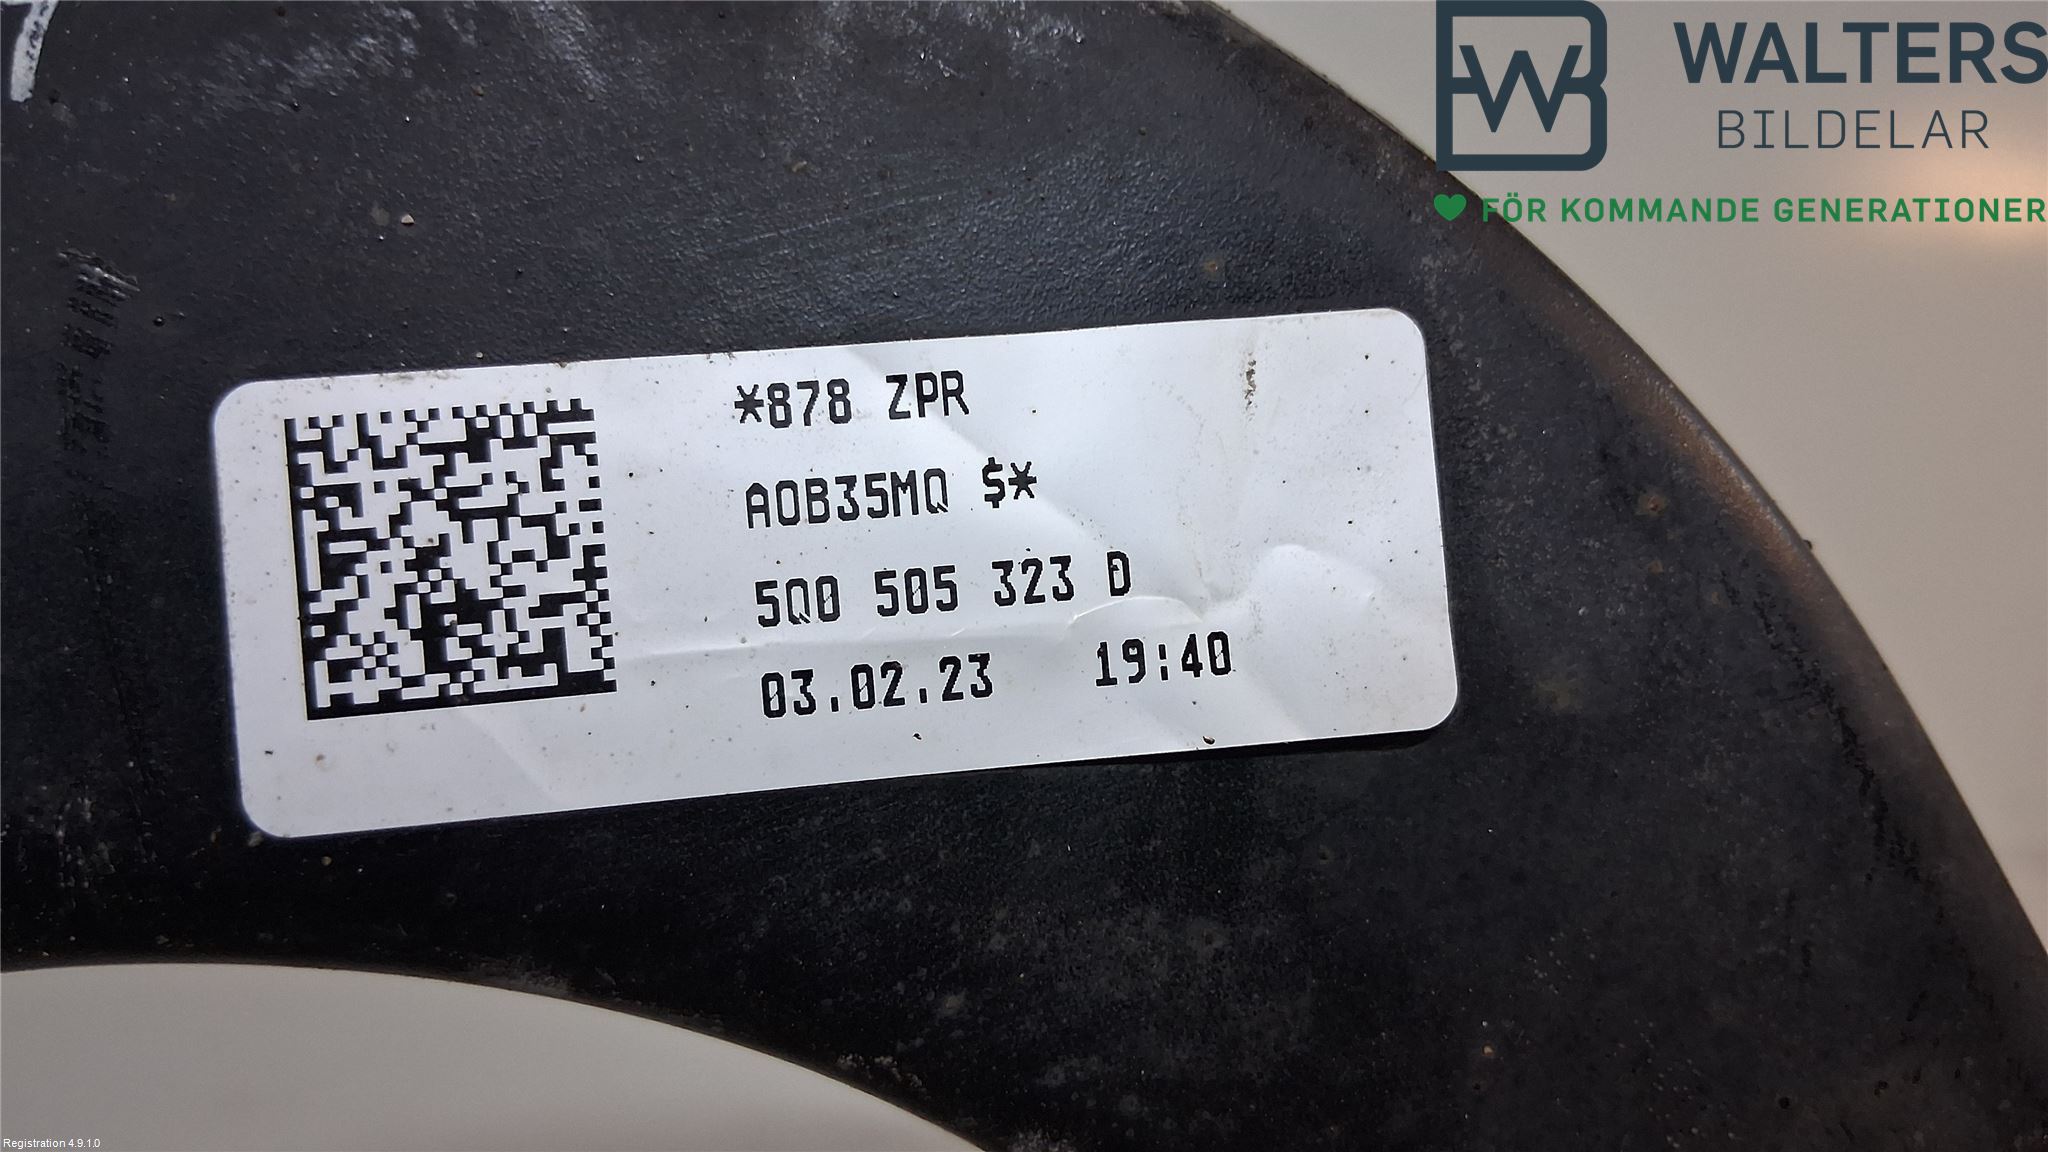 WALTERS
BILDELAR
FÖR KOMMANDE GENERATIONER
*878 ZPR
A0B35MQ $*
5Q0 505 323 D
03.02.23 19:40
Registration 4.9.1.0